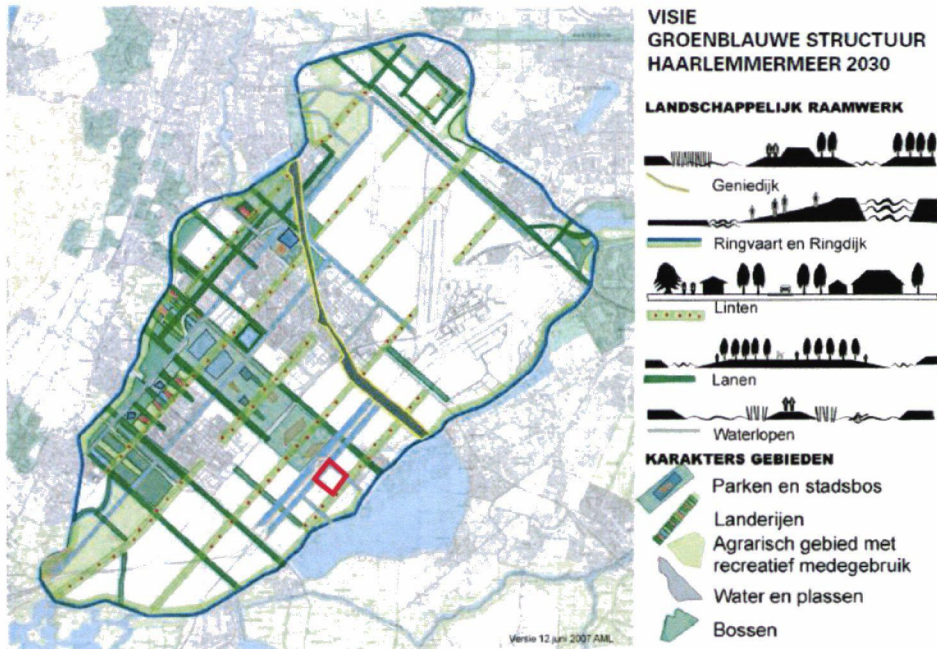 VISIE
GROENBLAUWE STRUCTUUR
HAARLEMMERMEER 2030
LANDSCHAPPELIJK RAAMWERK
Geniedijk
Ringvaart en Ringdijk
Linten
Lanen
Waterlopen
KARAKTERS GEBIEDEN
Parken en stadsbos
Landerijen
Agrarisch gebied met
recreatief medegebruik
Water en plassen
Bossen
Versie 12 juni 2007 AML